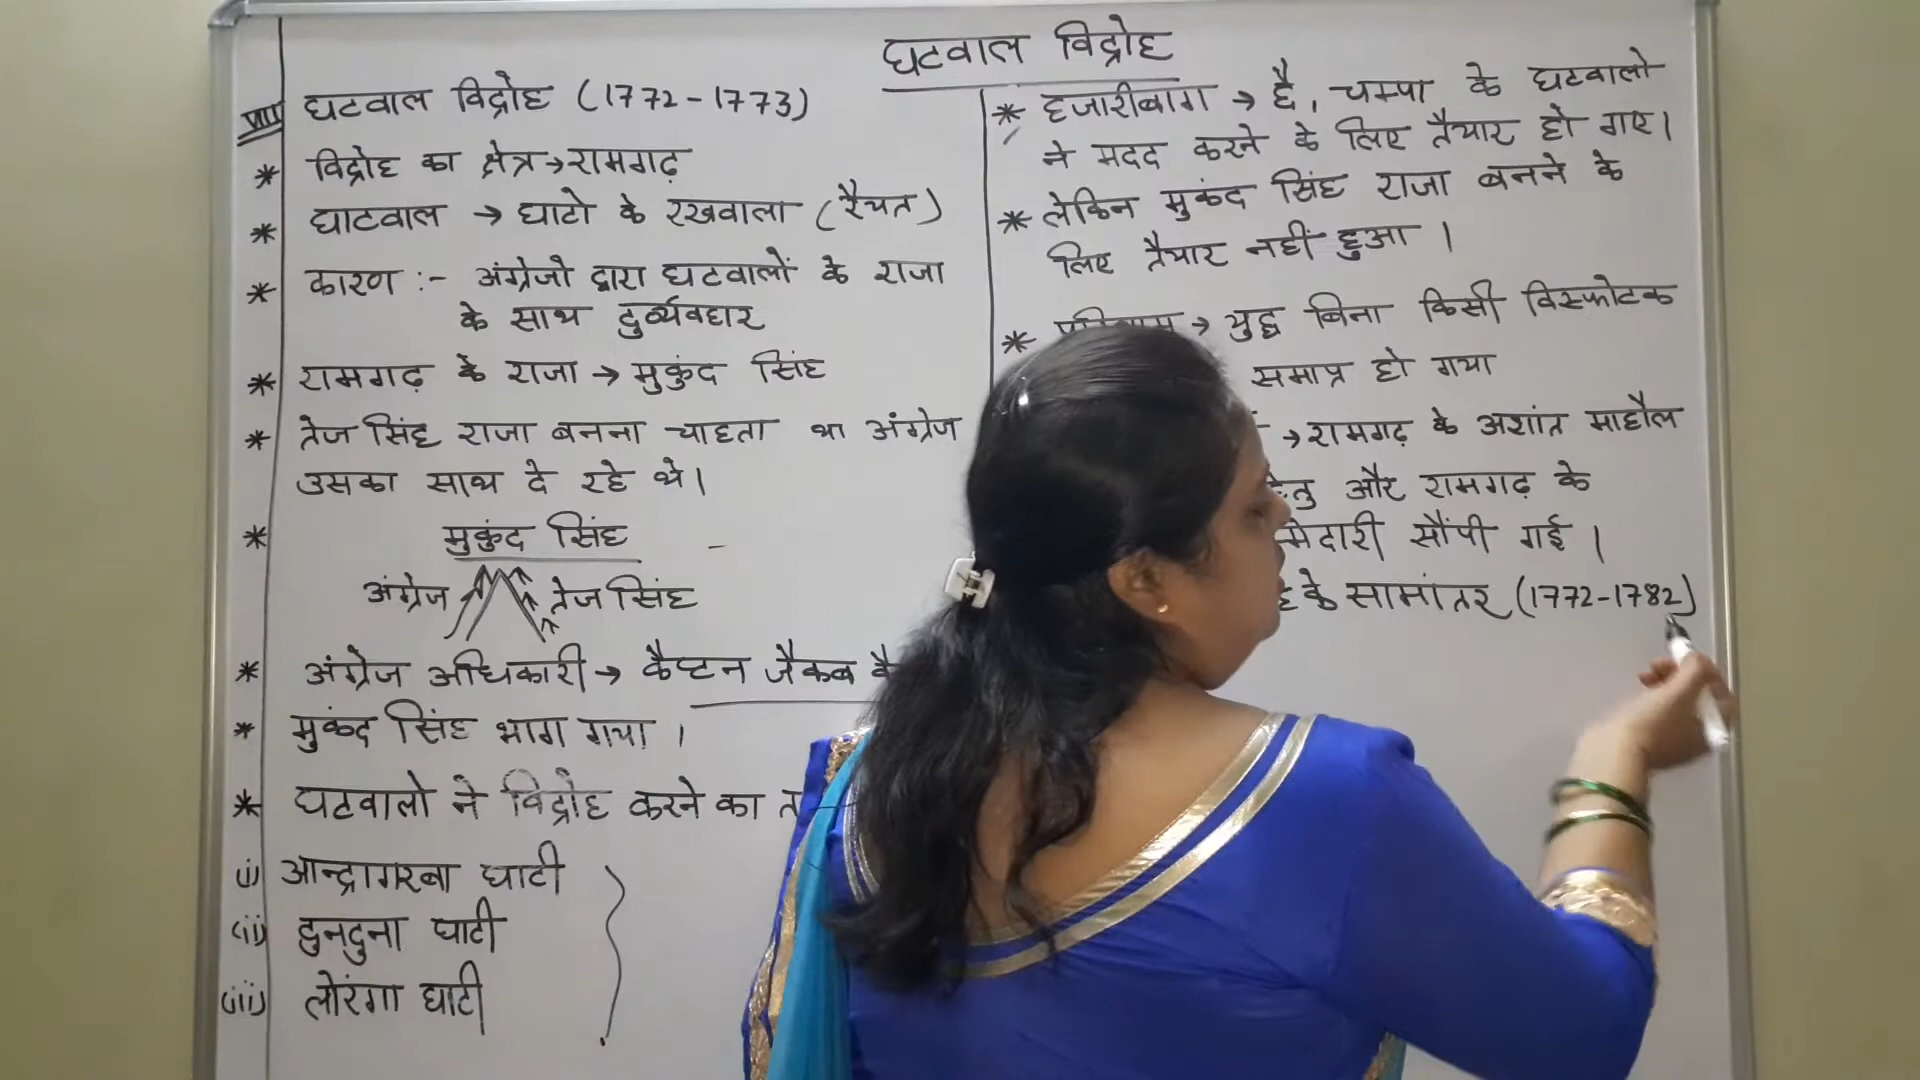 घटवाल विद्रोह
VIII घटवाल विद्रोह (1772-1773)
* विद्रोह का क्षेत्र→रामगढ़
* घाटवाल → घाटो के रखवाला (रैयत)
* कारण :- अंग्रेजो द्वारा घटवालों के राजा
के साथ दुर्व्यवहार
* रामगढ़ के राजा → मुकुंद सिंह
* तेज सिंह राजा बनना चाहता था अंग्रेज
उसका साथ दे रहे थे।
* मुकुंद सिंह -
अंग्रेज तेज सिंह
* अंग्रेज अधिकारी → कैप्टन जैकब
* मुकंद सिंह भाग गया ।
* घटवालो ने विद्रोह करने का
(i) आन्द्रागरबा घाटी
(ii) हुनदुना घाटी
(iii) लोरंगा घाटी
* हजारीबाग → है, चम्पा के घटवालो
ने मदद करने के लिए तैयार हो गए।
* लेकिन मुकंद सिंह राजा बनने के
लिए तैयार नहीं हुआ ।
* → युद्ध बिना किसी विस्फोटक
समाप्त हो गया
→ रामगढ़ के अशांत माहौल
और रामगढ़ के
सौंपी गई ।
के सामांतर (1772-1782)